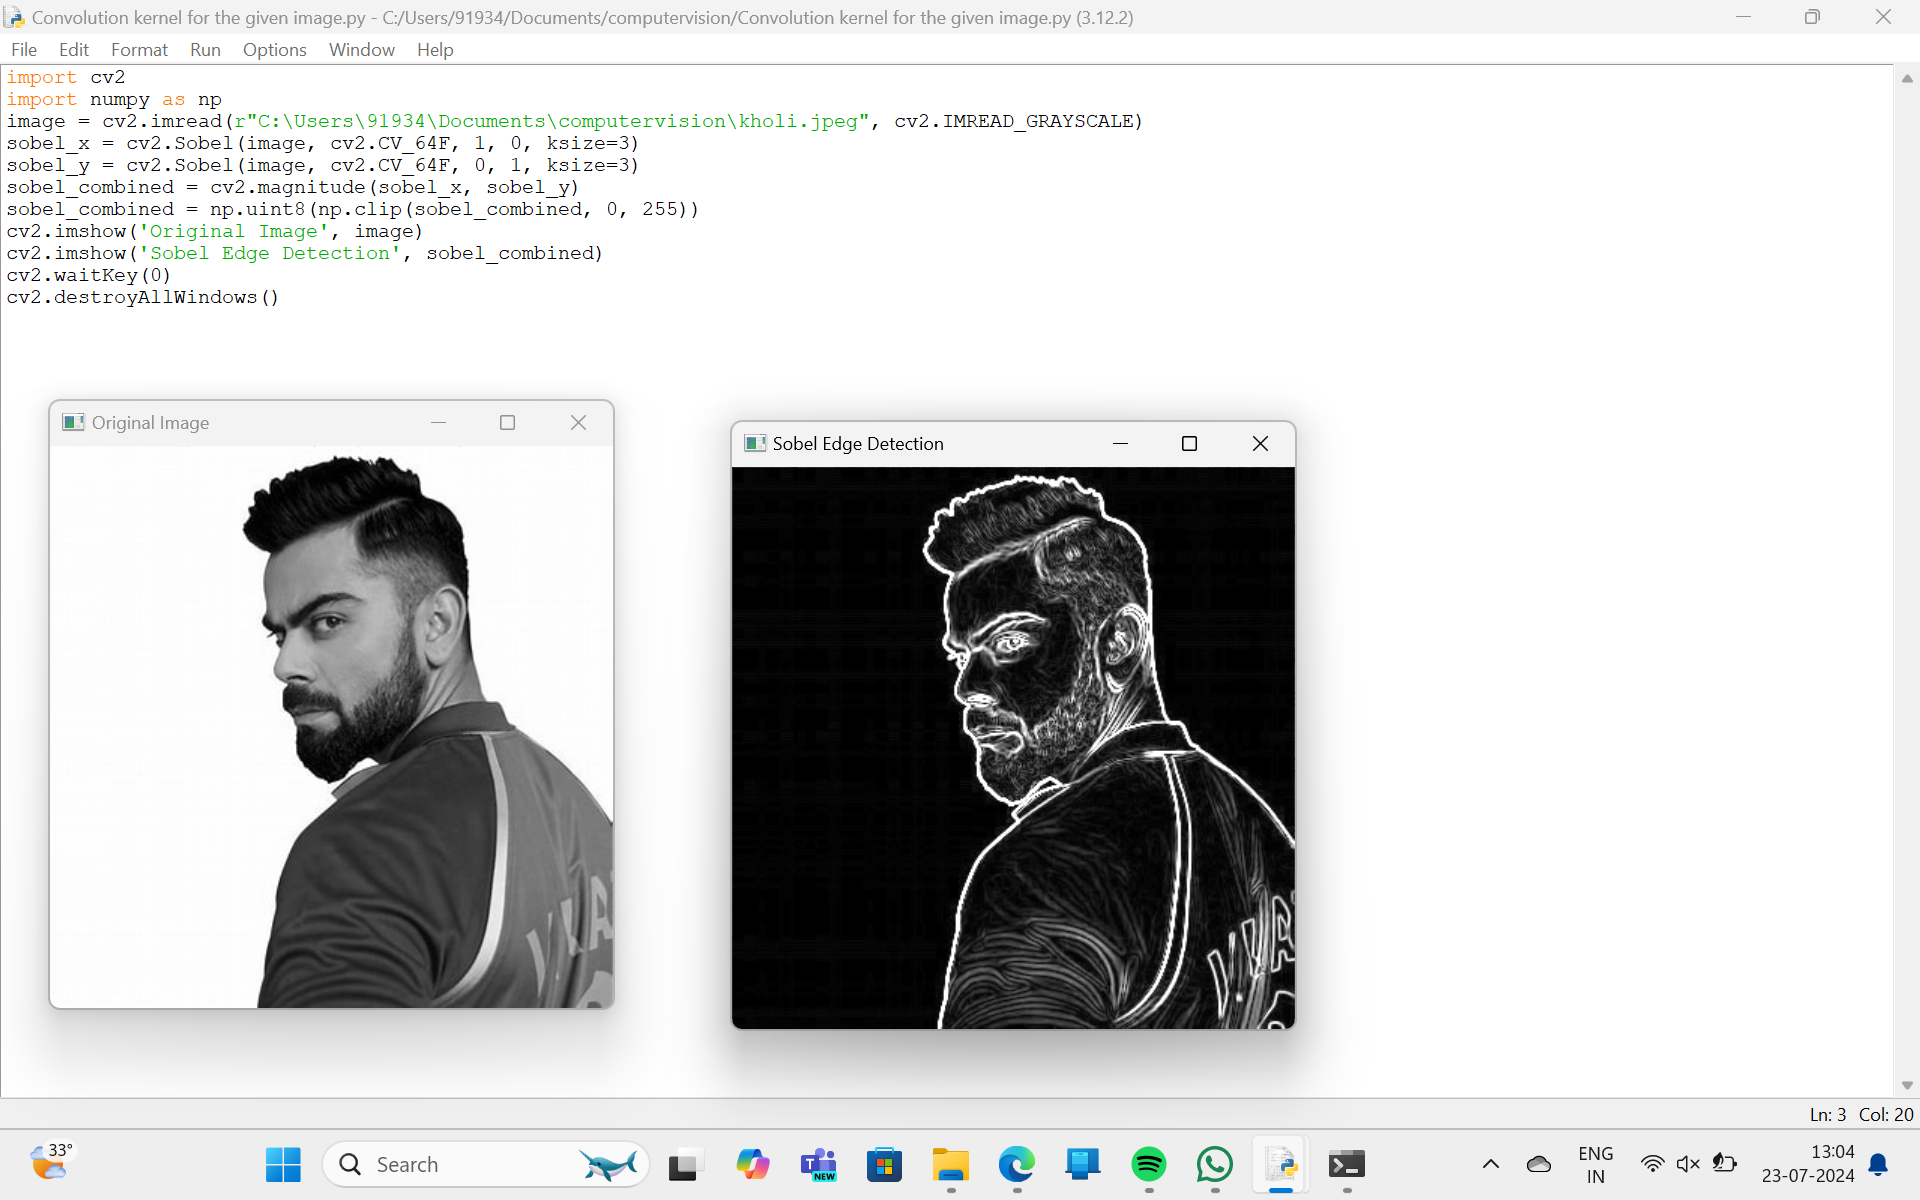 Convolution kernel for the given image.py - C:/Users/91934/Documents/computervision/Convolution kernel for the given image.py (3.12.2)
File Edit Format Run Options Window Help
import cv2
import numpy as np
image = cv2.imread(r"C:\Users\91934\Documents\computervision\kholi.jpeg", cv2.IMREAD_GRAYSCALE)
sobel_x = cv2.Sobel(image, cv2.CV_64F, 1, 0, ksize=3)
sobel_y = cv2.Sobel(image, cv2.CV_64F, 0, 1, ksize=3)
sobel_combined = cv2.magnitude(sobel_x, sobel_y)
sobel_combined = np.uint8(np.clip(sobel_combined, 0, 255))
cv2.imshow('Original Image', image)
cv2.imshow('Sobel Edge Detection', sobel_combined)
cv2.waitKey(0)
cv2.destroyAllWindows()
Original Image
Sobel Edge Detection
Ln: 3 Col: 20
33°
Search
NEW
ENG
IN
13:04
23-07-2024